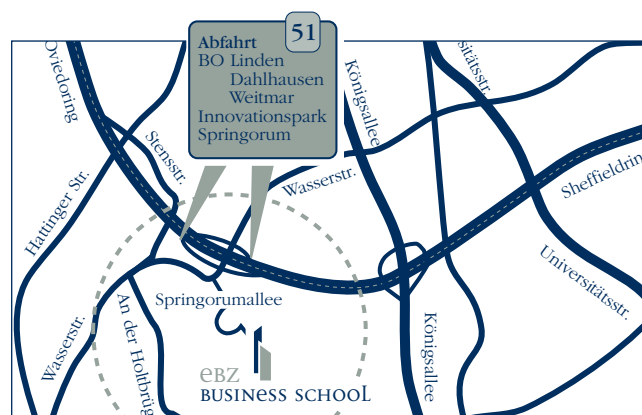 51
Abfahrt
BO Linden
Dahlhausen
Weitmar
Innovationspark
Springorum
Oviedoring
Stensstr.
Hattinger Str.
Wasserstr.
Königsallee
Universitätsstr.
Sheffieldrin
Wasserstr.
An der Holtbrüg
Springorumallee
Königsallee
sitätsstr.
eBZ
BUSINESS SCHOOL